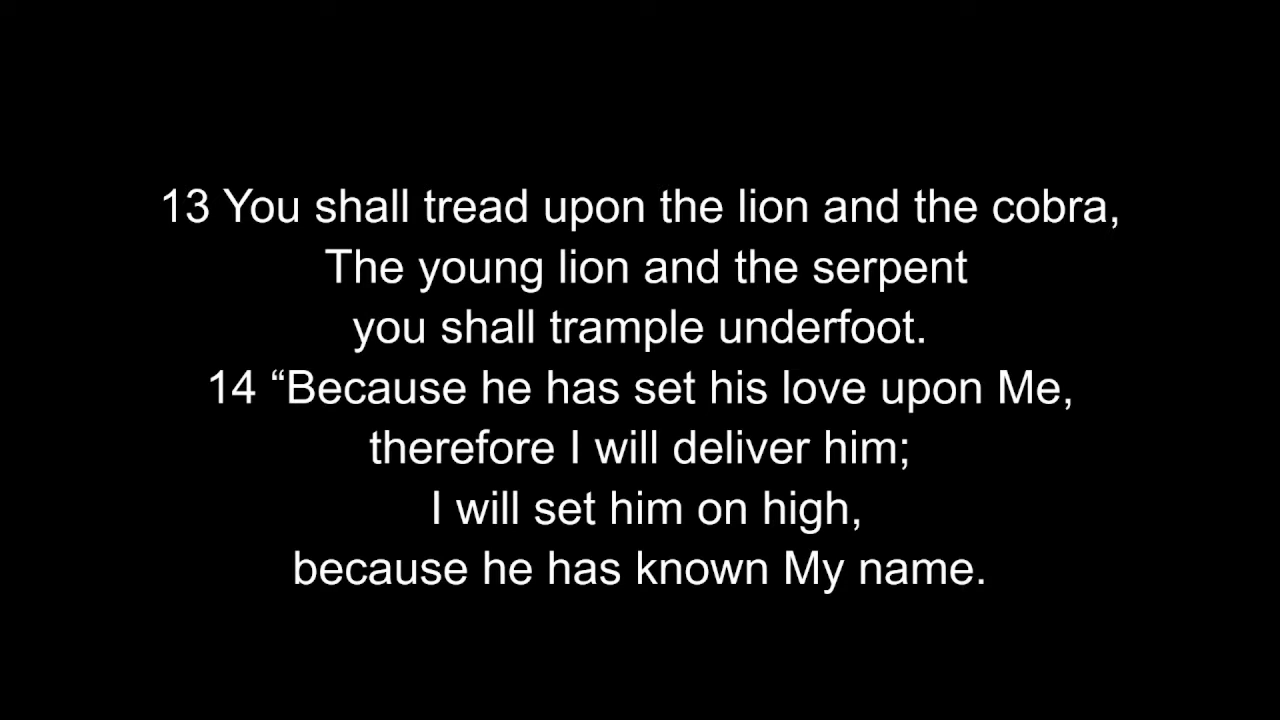 13 You shall tread upon the lion and the cobra,
The young lion and the serpent
you shall trample underfoot.
14 “Because he has set his love upon Me,
therefore I will deliver him;
I will set him on high,
because he has known My name.